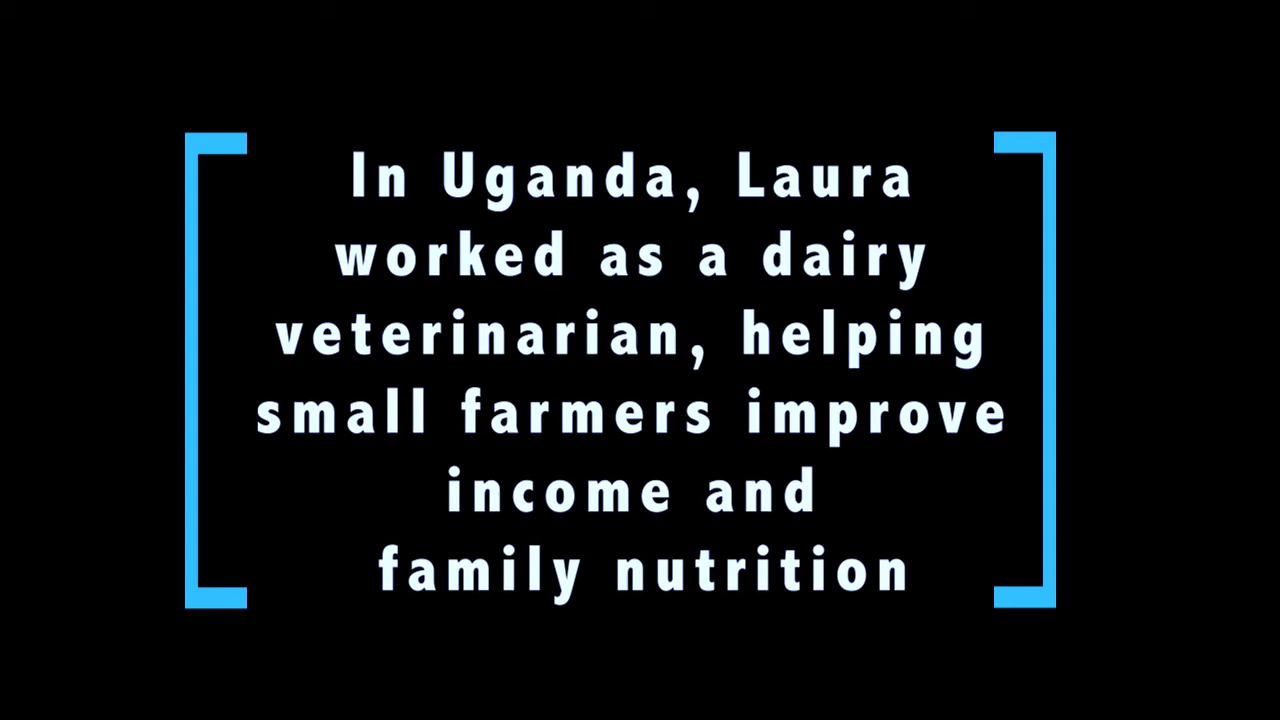 In Uganda, Laura
worked as a dairy
veterinarian, helping
small farmers improve
income and
family nutrition